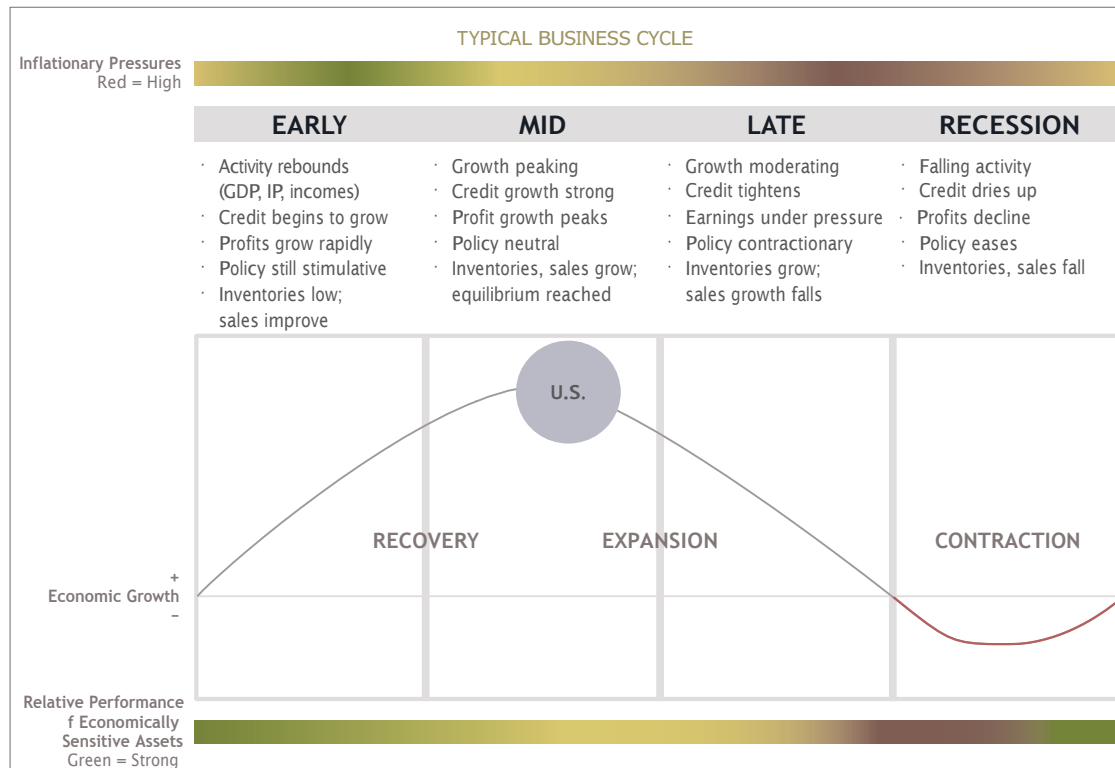 TYPICAL BUSINESS CYCLE
Inflationary Pressures
Red = High
EARLY
· Activity rebounds
(GDP, IP, incomes)
· Credit begins to grow
· Profits grow rapidly
· Policy still stimulative
· Inventories low;
sales improve
MID
· Growth peaking
· Credit growth strong
· Profit growth peaks
· Policy neutral
· Inventories, sales grow;
equilibrium reached
LATE
· Growth moderating
· Credit tightens
· Earnings under pressure
· Policy contractionary
· Inventories grow;
sales growth falls
RECESSION
· Falling activity
· Credit dries up
· Profits decline
· Policy eases
· Inventories, sales fall
U.S.
RECOVERY
EXPANSION
CONTRACTION
+
Economic Growth
–
Relative Performance
f Economically
Sensitive Assets
Green = Strong